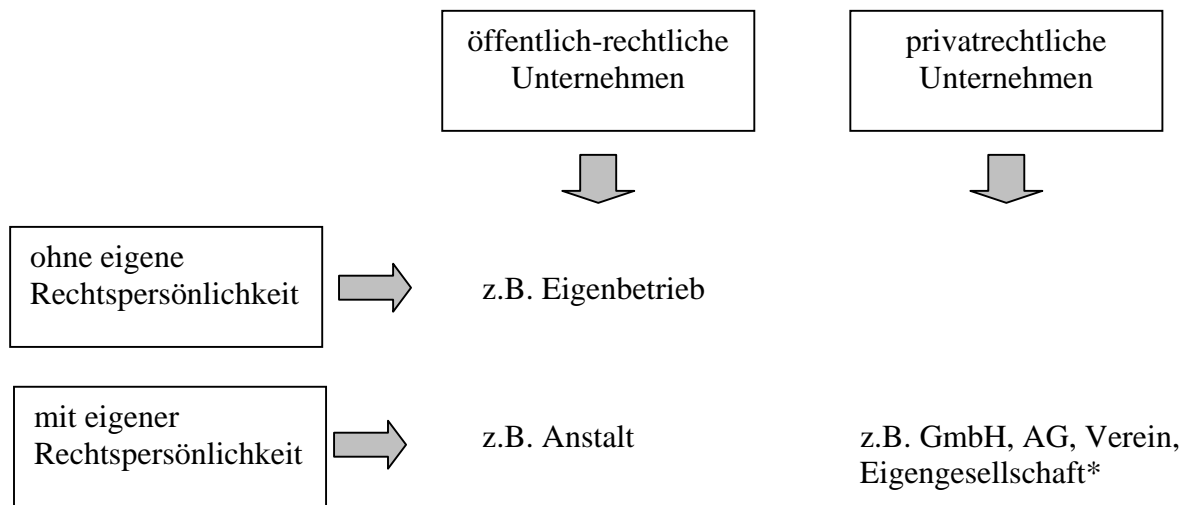 öffentlich-rechtliche
Unternehmen
privatrechtliche
Unternehmen
ohne eigene
Rechtspersönlichkeit
z.B. Eigenbetrieb
mit eigener
Rechtspersönlichkeit
z.B. Anstalt
z.B. GmbH, AG, Verein,
Eigengesellschaft*